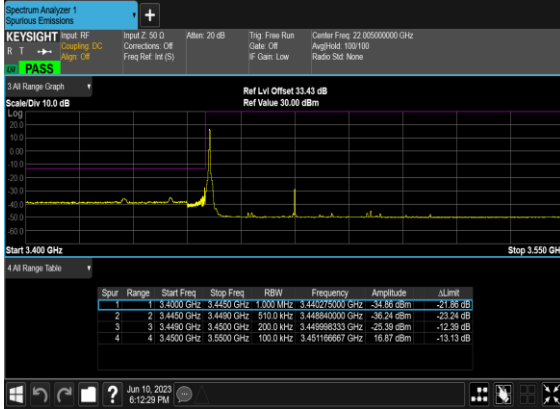 Spectrum Analyzer 1
Spurious Emissions
+
KEYSIGHT
R T
LXI
PASS
Input: RF
Coupling: DC
Align: Off
Input Z: 50 Ω
Corrections: Off
Freq Ref: Int (S)
Atten: 20 dB
Trig: Free Run
Gate: Off
IF Gain: Low
Center Freq: 22.005000000 GHz
Avg|Hold: 100/100
Radio Std: None
3 All Range Graph
Scale/Div 10.0 dB
Ref Lvl Offset 33.43 dB
Ref Value 30.00 dBm
Log
20.0
10.0
0.00
-10.0
-20.0
-30.0
-40.0
-50.0
-60.0
Start 3.400 GHz
Stop 3.550 GH
4 All Range Table
Spur Range Start Freq Stop Freq RBW Frequency Amplitude ΔLimit
1 1 3.4000 GHz 3.4450 GHz 1.000 MHz 3.440275000 GHz -34.86 dBm -21.86 dB
2 2 3.4450 GHz 3.4490 GHz 510.0 kHz 3.448840000 GHz -36.24 dBm -23.24 dB
3 3 3.4490 GHz 3.4500 GHz 200.0 kHz 3.449998333 GHz -25.39 dBm -12.39 dB
4 4 3.4500 GHz 3.5500 GHz 100.0 kHz 3.451166667 GHz 16.87 dBm -13.13 dB
?
Jun 10, 2023
6:12:29 PM